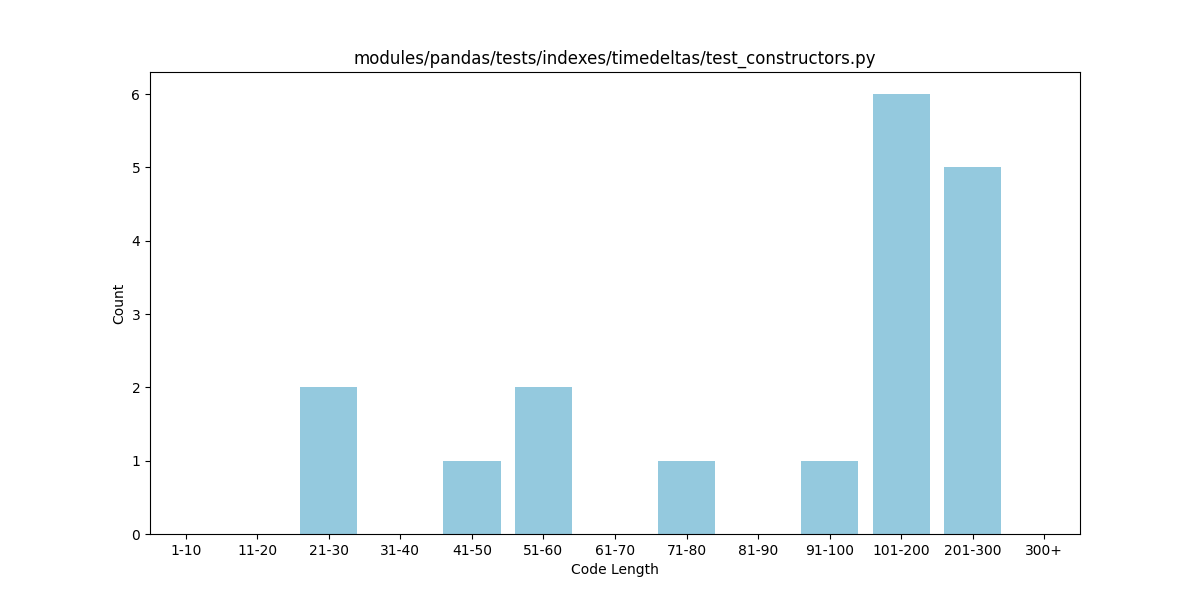 modules/pandas/tests/indexes/timedeltas/test_constructors.py
6
5
4
3
2
1
0
Count
1-10 11-20 21-30 31-40 41-50 51-60 61-70 71-80 81-90 91-100 101-200 201-300 300+
Code Length